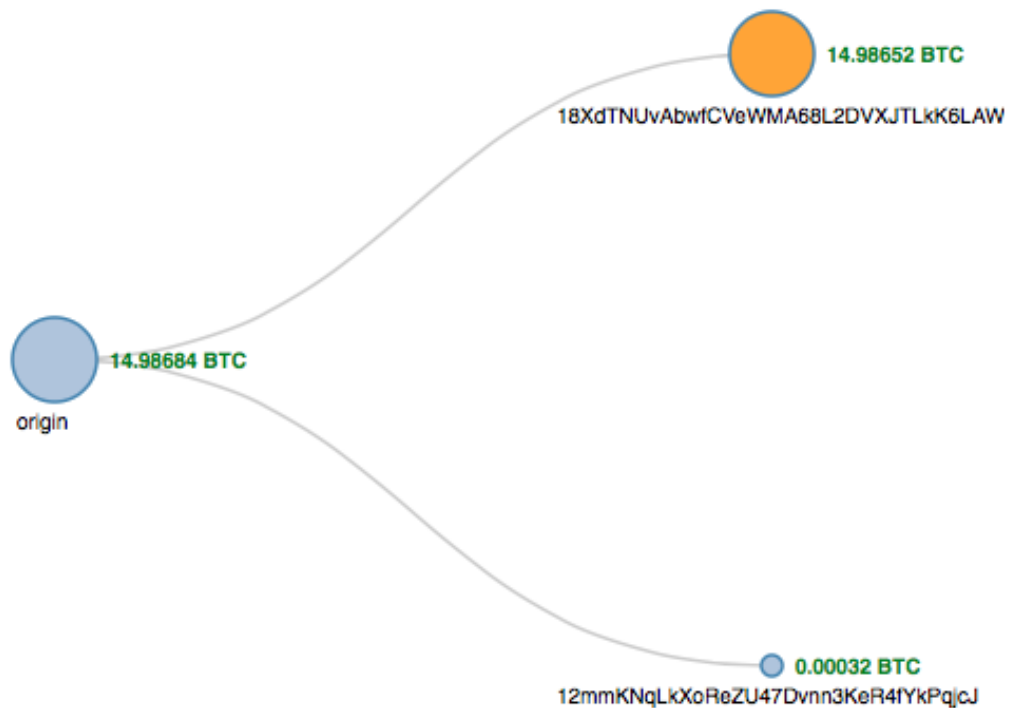 14.98652 BTC
18XdTNUvAbwfCVeWMA68L2DVXJTLkK6LAW
14.98684 BTC
origin
0.00032 BTC
12mmKNqLkXoReZU47Dvnn3KeR4fYkPqjcJ